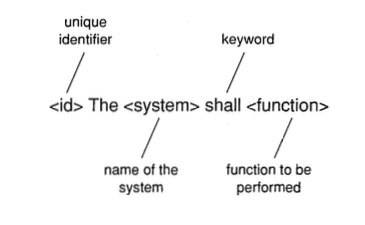 unique
identifier
keyword
<id> The <system> shall <function>
name of the
system
function to be
performed